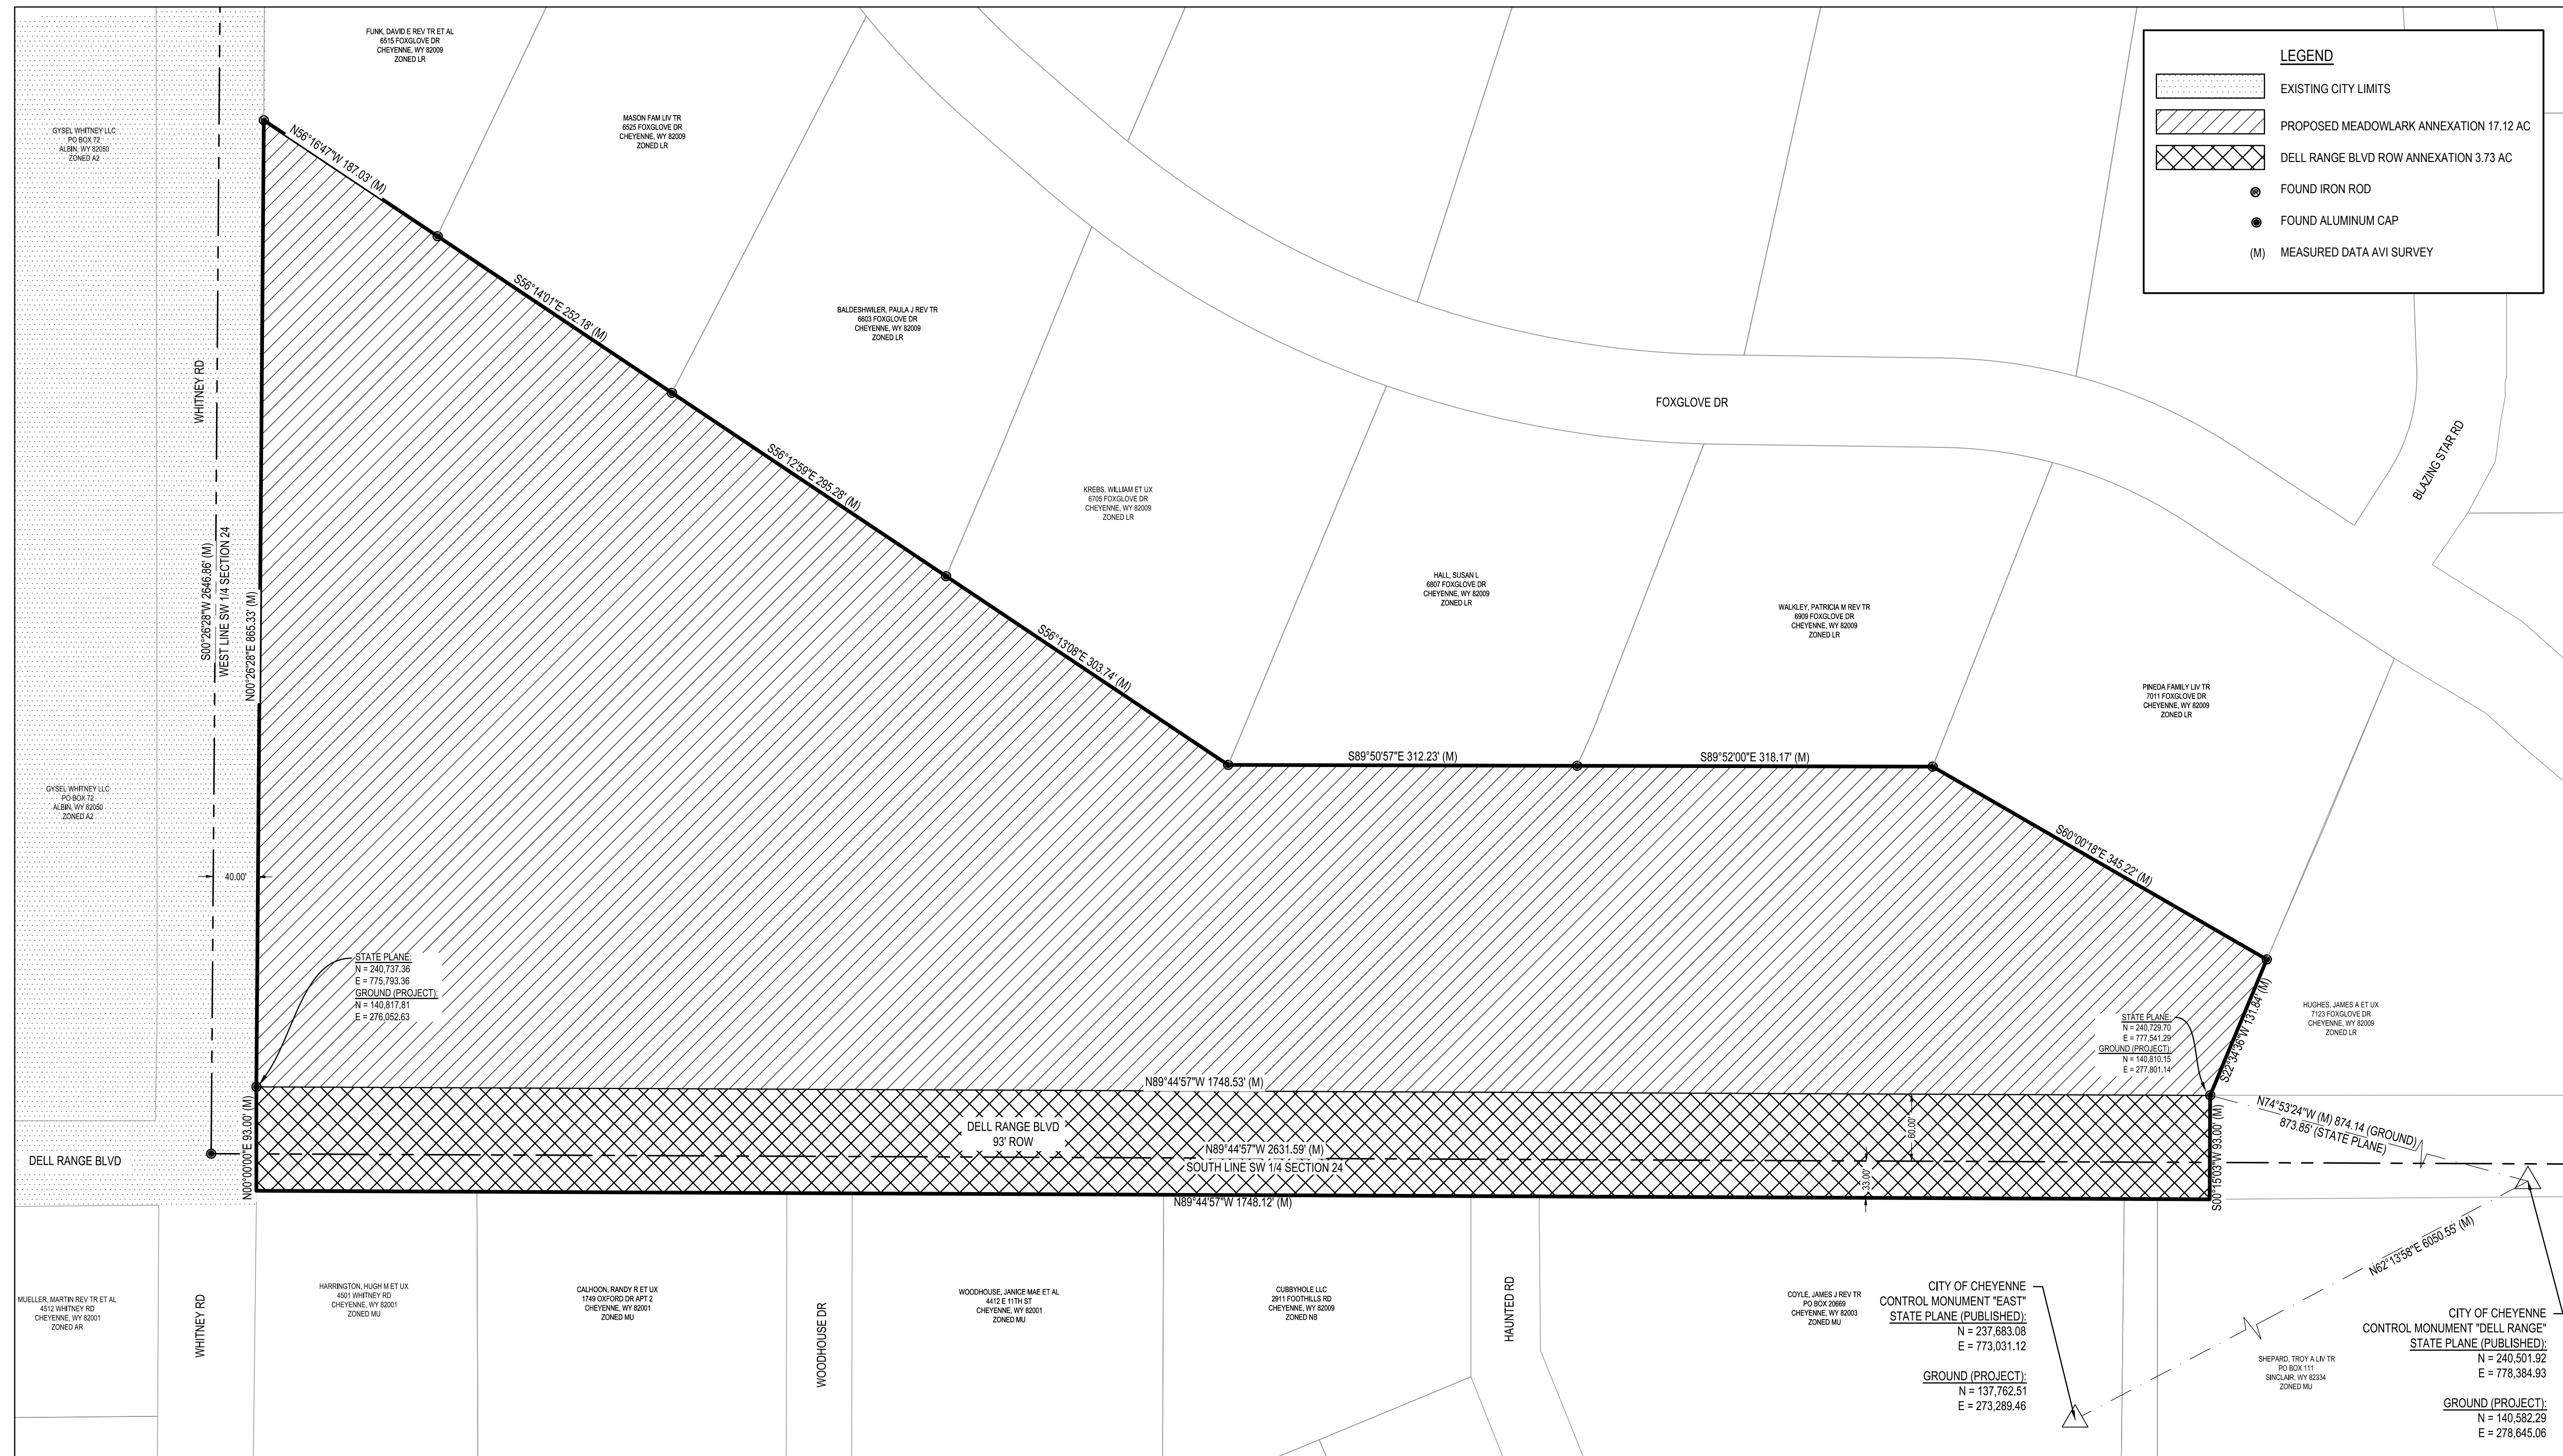 FUNK, DAVID E REV TR ET AL
6515 FOXGLOVE DR
CHEYENNE, WY 82009
ZONED LR
LEGEND
EXISTING CITY LIMITS
PROPOSED MEADOWLARK ANNEXATION 17.12 AC
DELL RANGE BLVD ROW ANNEXATION 3.73 AC
FOUND IRON ROD
FOUND ALUMINUM CAP
(M) MEASURED DATA AVI SURVEY
GYSEL WHITNEY LLC
PO BOX 72
ALBIN, WY 82050
ZONED A2
N56°16'47"W 187.03' (M)
MASON FAM LIV TR
6525 FOXGLOVE DR
CHEYENNE, WY 82009
ZONED LR
S56°14'01"E 252.18' (M)
BALDESHWILER, PAULA J REV TR
6603 FOXGLOVE DR
CHEYENNE, WY 82009
ZONED LR
WHITNEY RD
FOXGLOVE DR
BLAZING STAR RD
S56°12'59"E 295.28' (M)
KREBS, WILLIAM ET UX
6705 FOXGLOVE DR
CHEYENNE, WY 82009
ZONED LR
S00°26'28"W 2646.86' (M)
WEST LINE SW 1/4 SECTION 24
N00°26'28"E 865.33' (M)
S56°13'08"E 303.74' (M)
HALL, SUSAN L
6807 FOXGLOVE DR
CHEYENNE, WY 82009
ZONED LR
WALKLEY, PATRICIA M REV TR
6909 FOXGLOVE DR
CHEYENNE, WY 82009
ZONED LR
PINEDA FAMILY LIV TR
7011 FOXGLOVE DR
CHEYENNE, WY 82009
ZONED LR
S89°50'57"E 312.23' (M)
S89°52'00"E 318.17' (M)
S60°00'18"E 345.22' (M)
GYSEL WHITNEY LLC
PO BOX 72
ALBIN, WY 82050
ZONED A2
40.00'
STATE PLANE:
N = 240,737.36
E = 775,793.36
GROUND (PROJECT):
N = 140,817.81
E = 276,052.63
STATE PLANE:
N = 240,729.70
E = 777,541.29
GROUND (PROJECT):
N = 140,810.15
E = 277,801.14
S22°34'36"W 131.84' (M)
HUGHES, JAMES A ET UX
7123 FOXGLOVE DR
CHEYENNE, WY 82009
ZONED LR
N89°44'57"W 1748.53' (M)
N00°00'00"E 93.00' (M)
DELL RANGE BLVD
93' ROW
60.00'
S00°15'03"W 93.00' (M)
N74°53'24"W (M) 874.14 (GROUND)
873.85' (STATE PLANE)
DELL RANGE BLVD
N89°44'57"W 2631.59' (M)
SOUTH LINE SW 1/4 SECTION 24
33.00'
N89°44'57"W 1748.12' (M)
N62°13'58"E 6050.55' (M)
MUELLER, MARTIN REV TR ET AL
4512 WHITNEY RD
CHEYENNE, WY 82001
ZONED AR
WHITNEY RD
HARRINGTON, HUGH M ET UX
4501 WHITNEY RD
CHEYENNE, WY 82001
ZONED MU
CALHOON, RANDY R ET UX
1749 OXFORD DR APT 2
CHEYENNE, WY 82001
ZONED MU
WOODHOUSE DR
WOODHOUSE, JANICE MAE ET AL
4412 E 11TH ST
CHEYENNE, WY 82001
ZONED MU
CUBBYHOLE LLC
2911 FOOTHILLS RD
CHEYENNE, WY 82009
ZONED NB
HAUNTED RD
COYLE, JAMES J REV TR
PO BOX 20669
CHEYENNE, WY 82003
ZONED MU
CITY OF CHEYENNE
CONTROL MONUMENT "EAST"
STATE PLANE (PUBLISHED):
N = 237,683.08
E = 773,031.12
GROUND (PROJECT):
N = 137,762.51
E = 273,289.46
SHEPARD, TROY A LIV TR
PO BOX 111
SINCLAIR, WY 82334
ZONED MU
CITY OF CHEYENNE
CONTROL MONUMENT "DELL RANGE"
STATE PLANE (PUBLISHED):
N = 240,501.92
E = 778,384.93
GROUND (PROJECT):
N = 140,582.29
E = 278,645.06